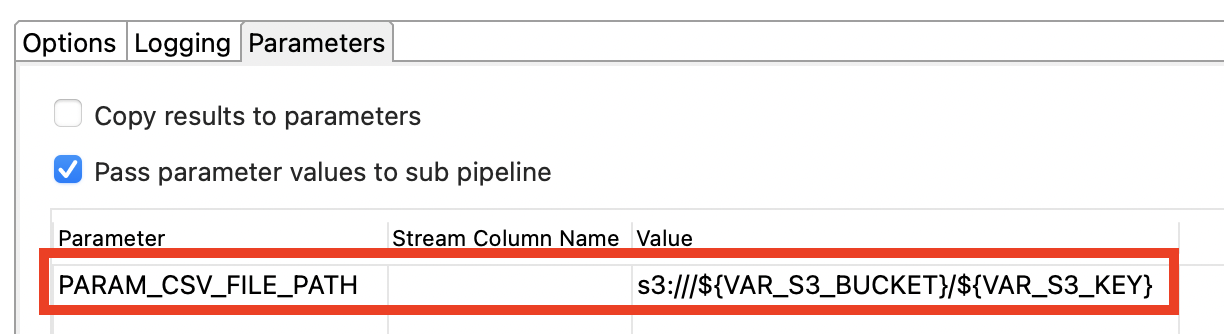 Options Logging Parameters
Copy results to parameters
Pass parameter values to sub pipeline
Parameter Stream Column Name Value
PARAM_CSV_FILE_PATH s3:///${VAR_S3_BUCKET}/${VAR_S3_KEY}